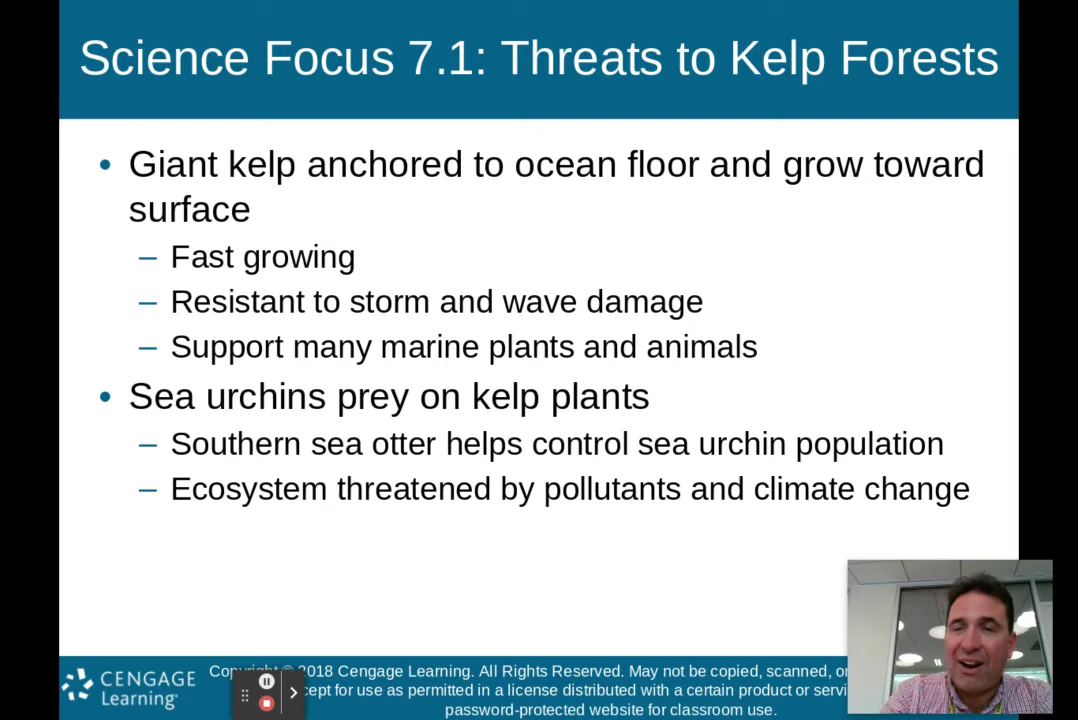 Science Focus 7.1: Threats to Kelp Forests
• Giant kelp anchored to ocean floor and grow toward
surface
– Fast growing
– Resistant to storm and wave damage
– Support many marine plants and animals
• Sea urchins prey on kelp plants
– Southern sea otter helps control sea urchin population
– Ecosystem threatened by pollutants and climate change
CENGAGE
Learning
2018 Cengage Learning. All Rights Reserved. May not be copied, scanned,
for use as permitted in a license distributed with a certain product or
password-protected website for classroom use.